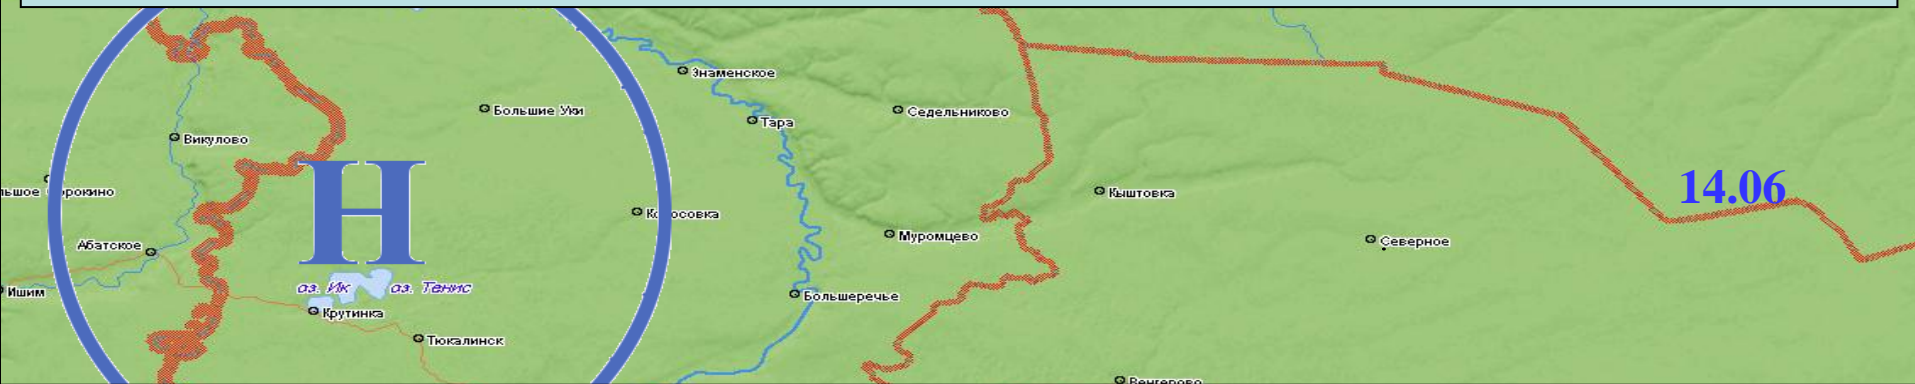 Знаменское
Большие Уки
Седельниково
Тара
Викулово
Н
14.06
Кыштовка
Муромцево
Северное
Абатское
оз. Ик
оз. Тенис
Ишим
Большеречье
Крутинка
Тюкалинск